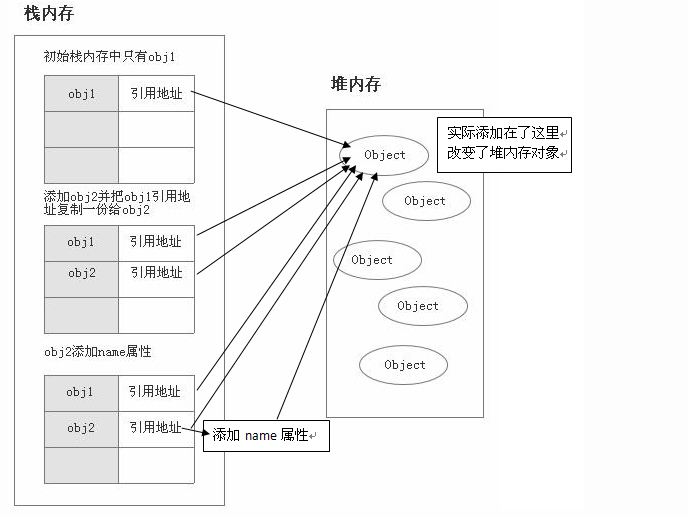 栈内存
初始栈内存中只有obj1
obj1 引用地址
添加obj2并把obj1引用地
址复制一份给obj2
obj1 引用地址
obj2 引用地址
obj2添加name属性
obj1 引用地址
obj2 引用地址
添加 name 属性
堆内存
实际添加在了这里
改变了堆内存对象
Object
Object
Object
Object
Object